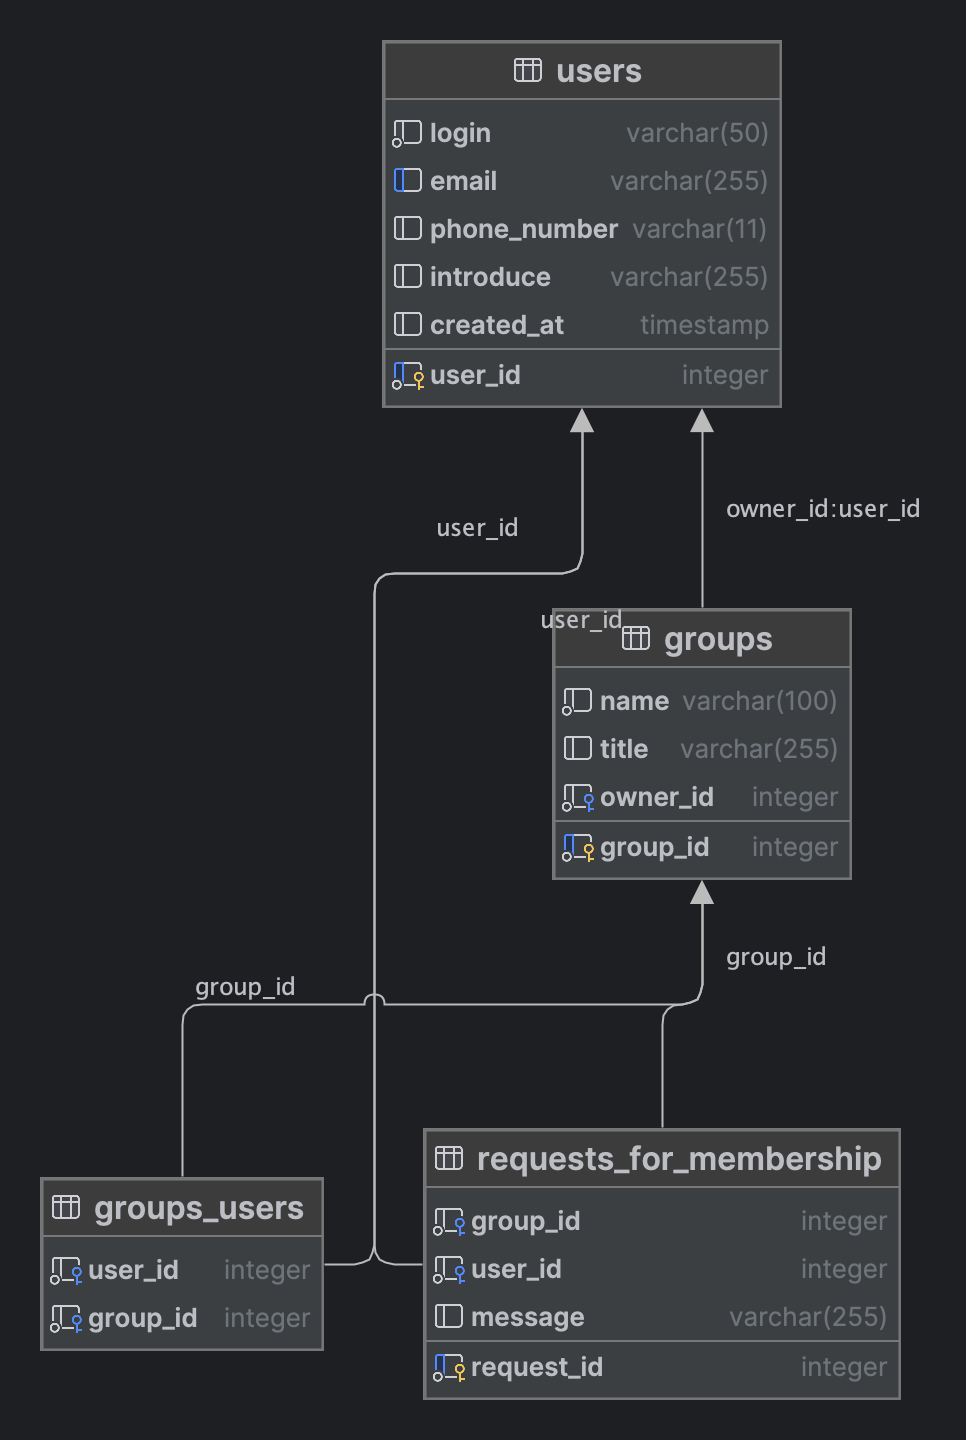 users
login varchar(50)
email varchar(255)
phone_number varchar(11)
introduce varchar(255)
created_at timestamp
user_id integer
owner_id:user_id
user_id
user_id
groups
name varchar(100)
title varchar(255)
owner_id integer
group_id integer
group_id
group_id
requests_for_membership
group_id integer
user_id integer
message varchar(255)
request_id integer
groups_users
user_id integer
group_id integer